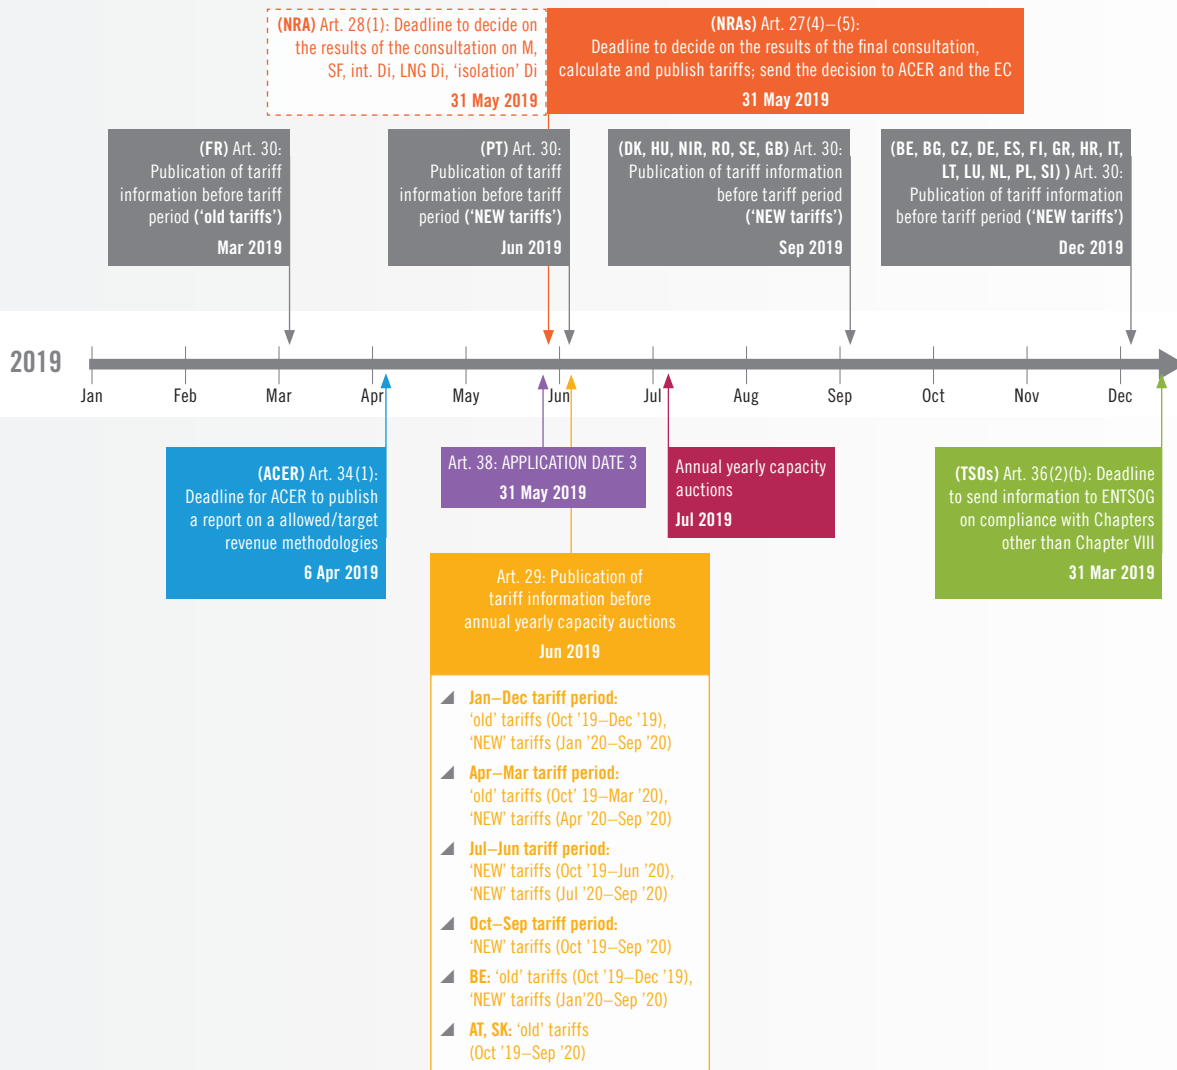 (NRA) Art. 28(1): Deadline to decide on
the results of the consultation on M,
SF, int. Di, LNG Di, ‘isolation’ Di
31 May 2019
(NRAs) Art. 27(4)–(5):
Deadline to decide on the results of the final consultation,
calculate and publish tariffs; send the decision to ACER and the EC
31 May 2019
(FR) Art. 30:
Publication of tariff
information before tariff
period (‘old tariffs’)
Mar 2019
(PT) Art. 30:
Publication of tariff
information before tariff
period (‘NEW tariffs’)
Jun 2019
(DK, HU, NIR, RO, SE, GB) Art. 30:
Publication of tariff information
before tariff period
(‘NEW tariffs’)
Sep 2019
(BE, BG, CZ, DE, ES, FI, GR, HR, IT,
LT, LU, NL, PL, SI) ) Art. 30:
Publication of tariff information
before tariff period (‘NEW tariffs’)
Dec 2019
2019
Jan Feb Mar Apr May Jun Jul Aug Sep Oct Nov Dec
(ACER) Art. 34(1):
Deadline for ACER to publish
a report on a allowed/target
revenue methodologies
6 Apr 2019
Art. 38: APPLICATION DATE 3
31 May 2019
Annual yearly capacity
auctions
Jul 2019
(TSOs) Art. 36(2)(b): Deadline
to send information to ENTSOG
on compliance with Chapters
other than Chapter VIII
31 Mar 2019
Art. 29: Publication of
tariff information before
annual yearly capacity auctions
Jun 2019
Jan–Dec tariff period:
‘old’ tariffs (Oct ’19–Dec ’19),
‘NEW’ tariffs (Jan ’20–Sep ’20)
Apr–Mar tariff period:
‘old’ tariffs (Oct’ 19–Mar ’20),
‘NEW’ tariffs (Apr ’20–Sep ’20)
Jul–Jun tariff period:
‘NEW’ tariffs (Oct ’19–Jun ’20),
‘NEW’ tariffs (Jul ’20–Sep ’20)
Oct–Sep tariff period:
‘NEW’ tariffs (Oct ’19–Sep ’20)
BE: ‘old’ tariffs (Oct ’19–Dec ’19),
‘NEW’ tariffs (Jan’20–Sep ’20)
AT, SK: ‘old’ tariffs
(Oct ’19–Sep ’20)